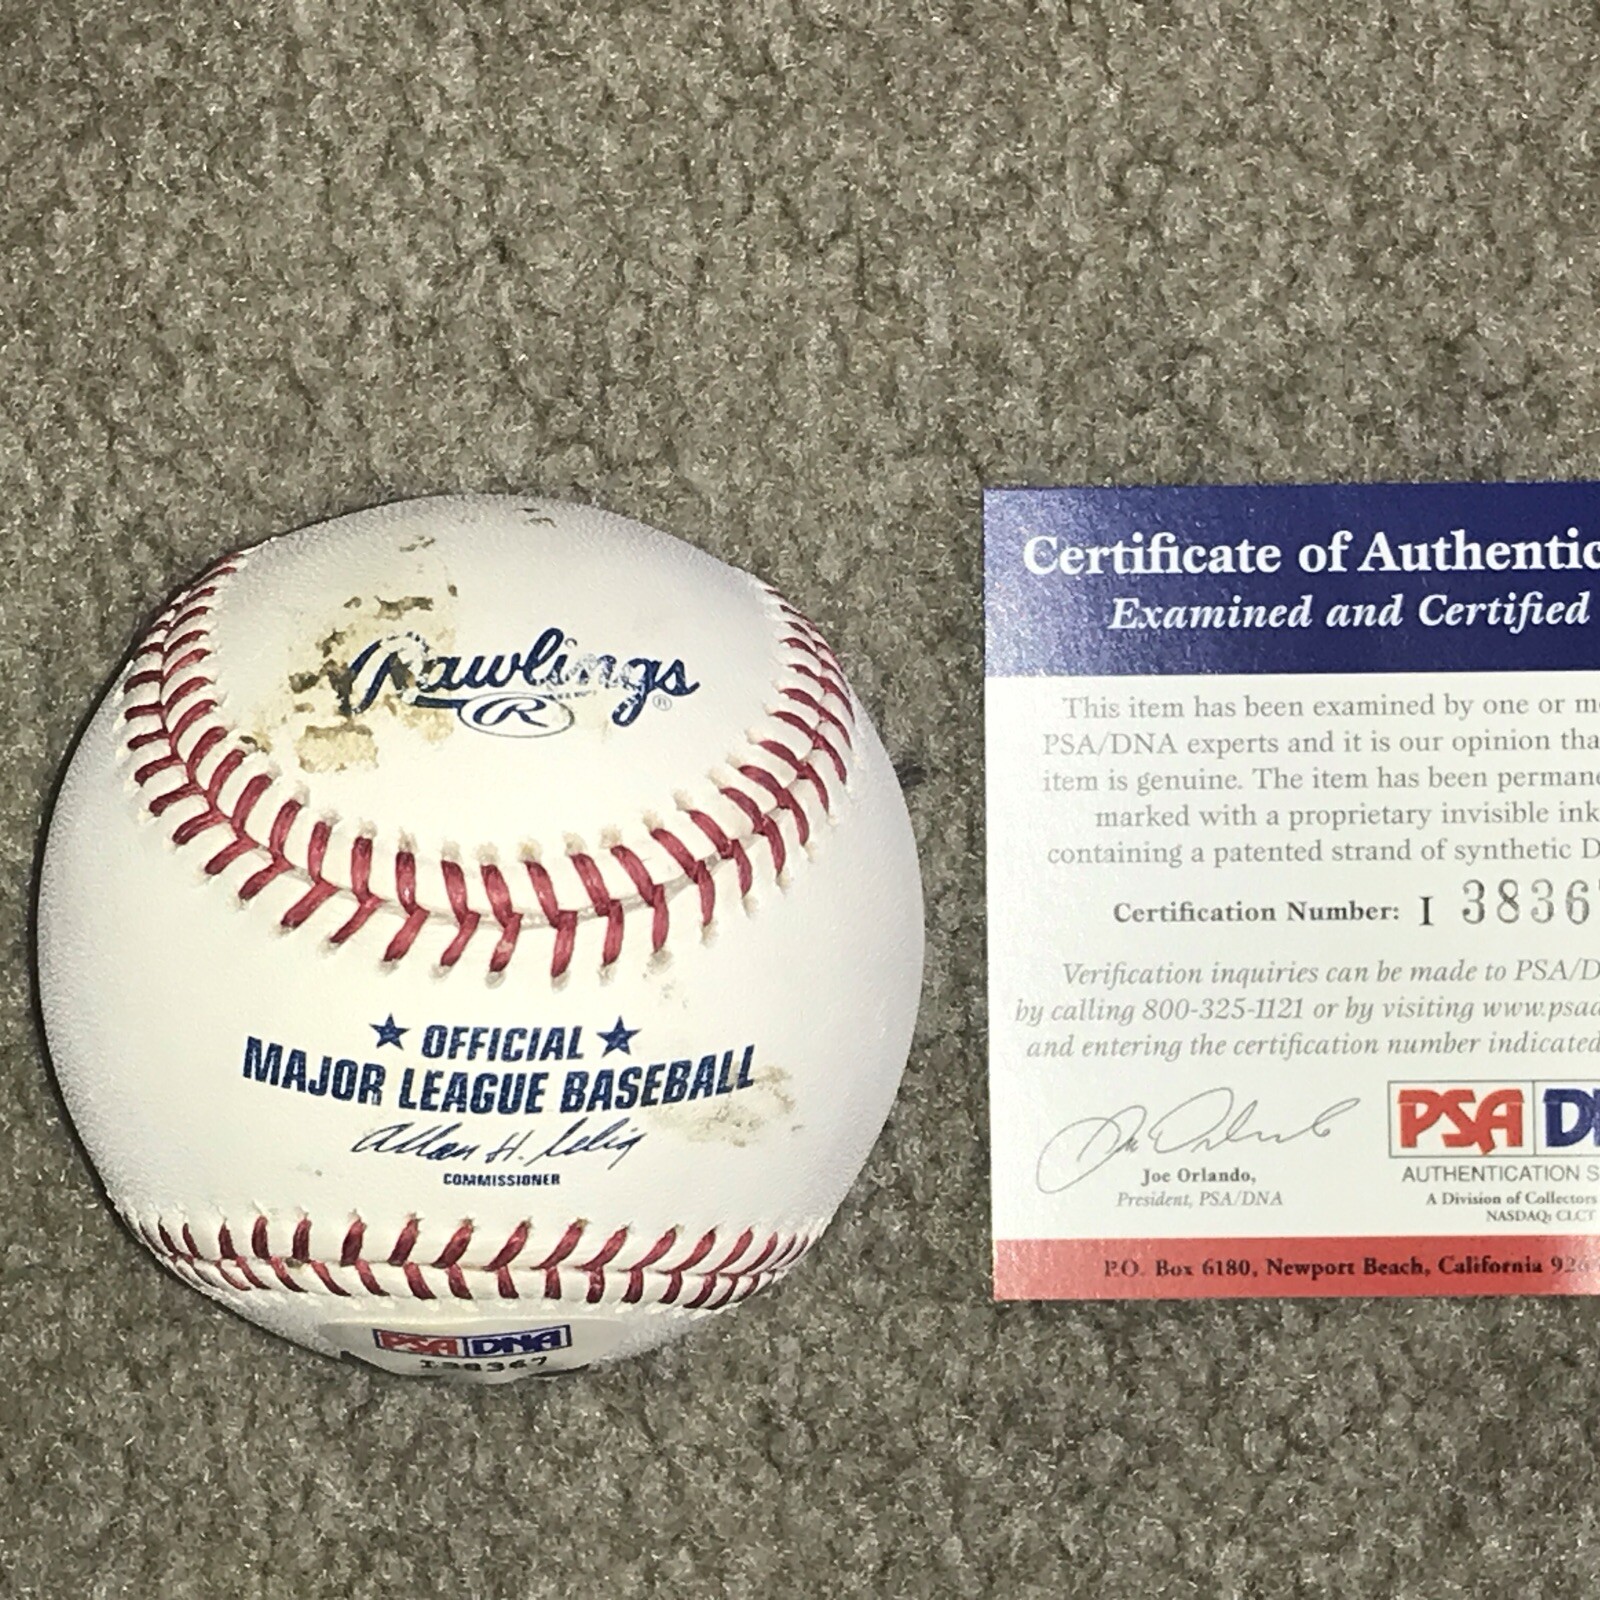 Rawlings
R
★ OFFICIAL ★
MAJOR LEAGUE BASEBALL
Allan H. Selig
COMMISSIONER
PSA DNA
I38367
Certificate of Authentic
Examined and Certified
This item has been examined by one or mo
PSA/DNA experts and it is our opinion tha
item is genuine. The item has been permane
marked with a proprietary invisible ink
containing a patented strand of synthetic D
Certification Number: I 3836
Verification inquiries can be made to PSA/D
by calling 800-325-1121 or by visiting www.psad
and entering the certification number indicated
Joe Orlando,
President, PSA/DNA
PSA D
AUTHENTICATION S
A Division of Collectors
NASDAQ: CLCT
P.O. Box 6180, Newport Beach, California 926